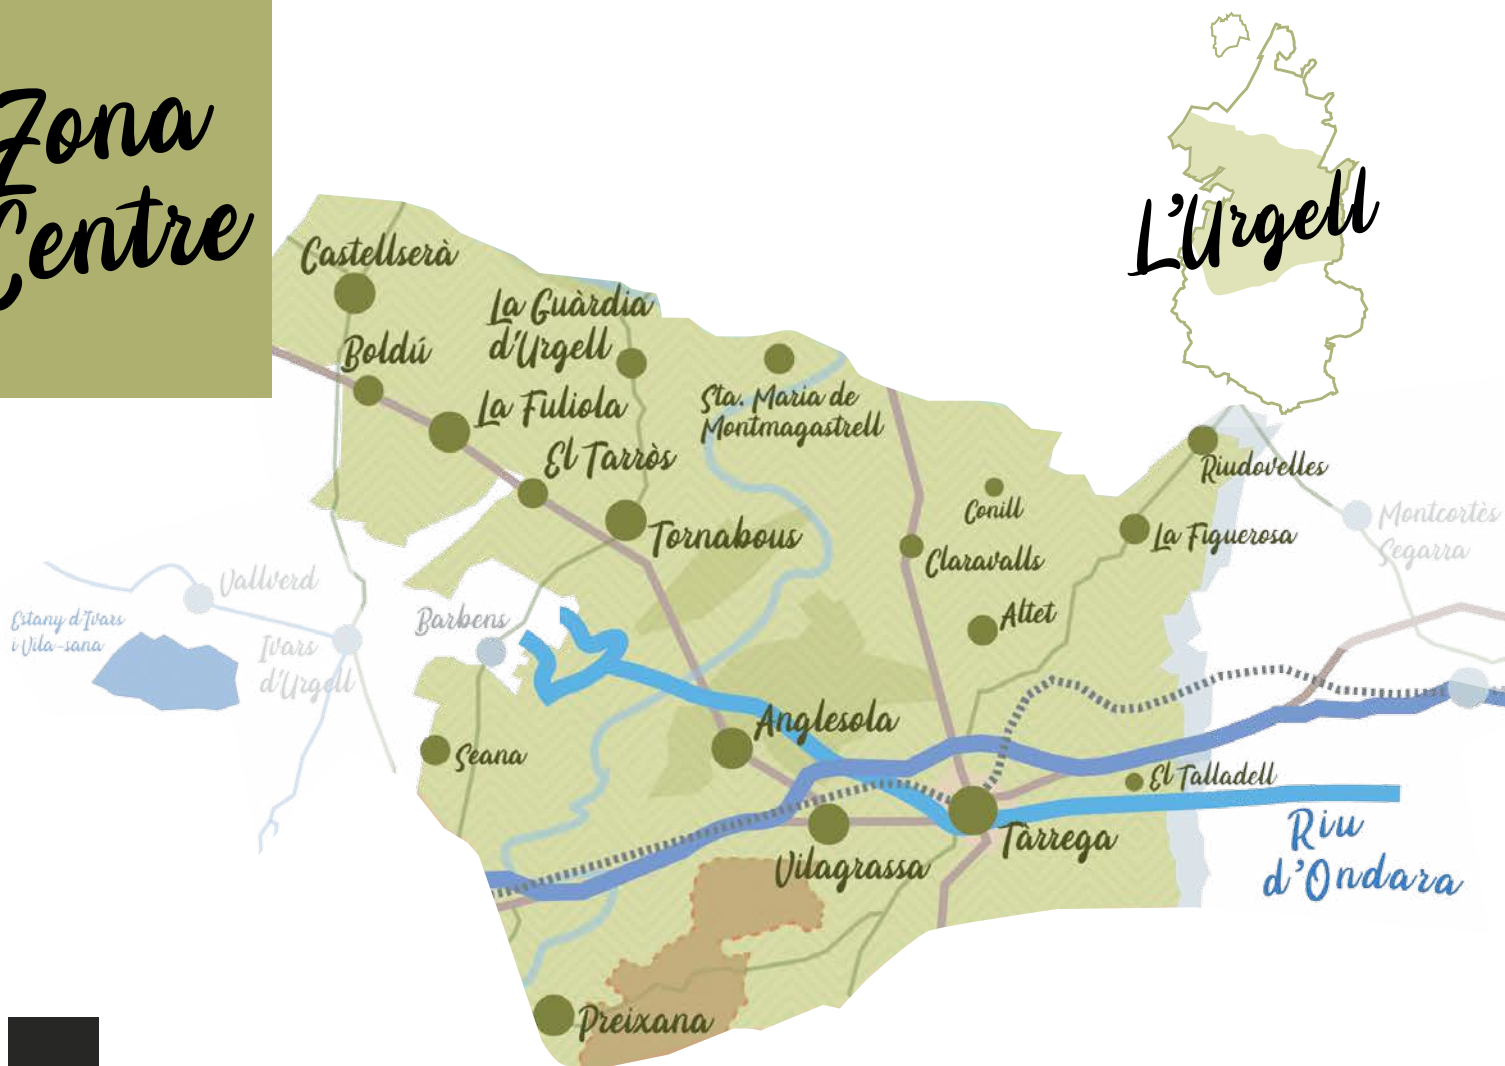 Zona
Centre
L'Urgell
Castellserà
La Guàrdia
d'Urgell
Boldú
La Fuliola
Sta. Maria de
Montmagastrell
El Tarròs
Riudovelles
Conill
Montcortès
Segarra
Tornabous
La Figuerosa
Claravalls
Vallverd
Estany d'Ivars
i Vila-sana
Barbens
Altet
Ivars
d'Urgell
Anglesola
Seana
El Talladell
Tàrrega
Riu
d'Ondara
Vilagrassa
Preixana